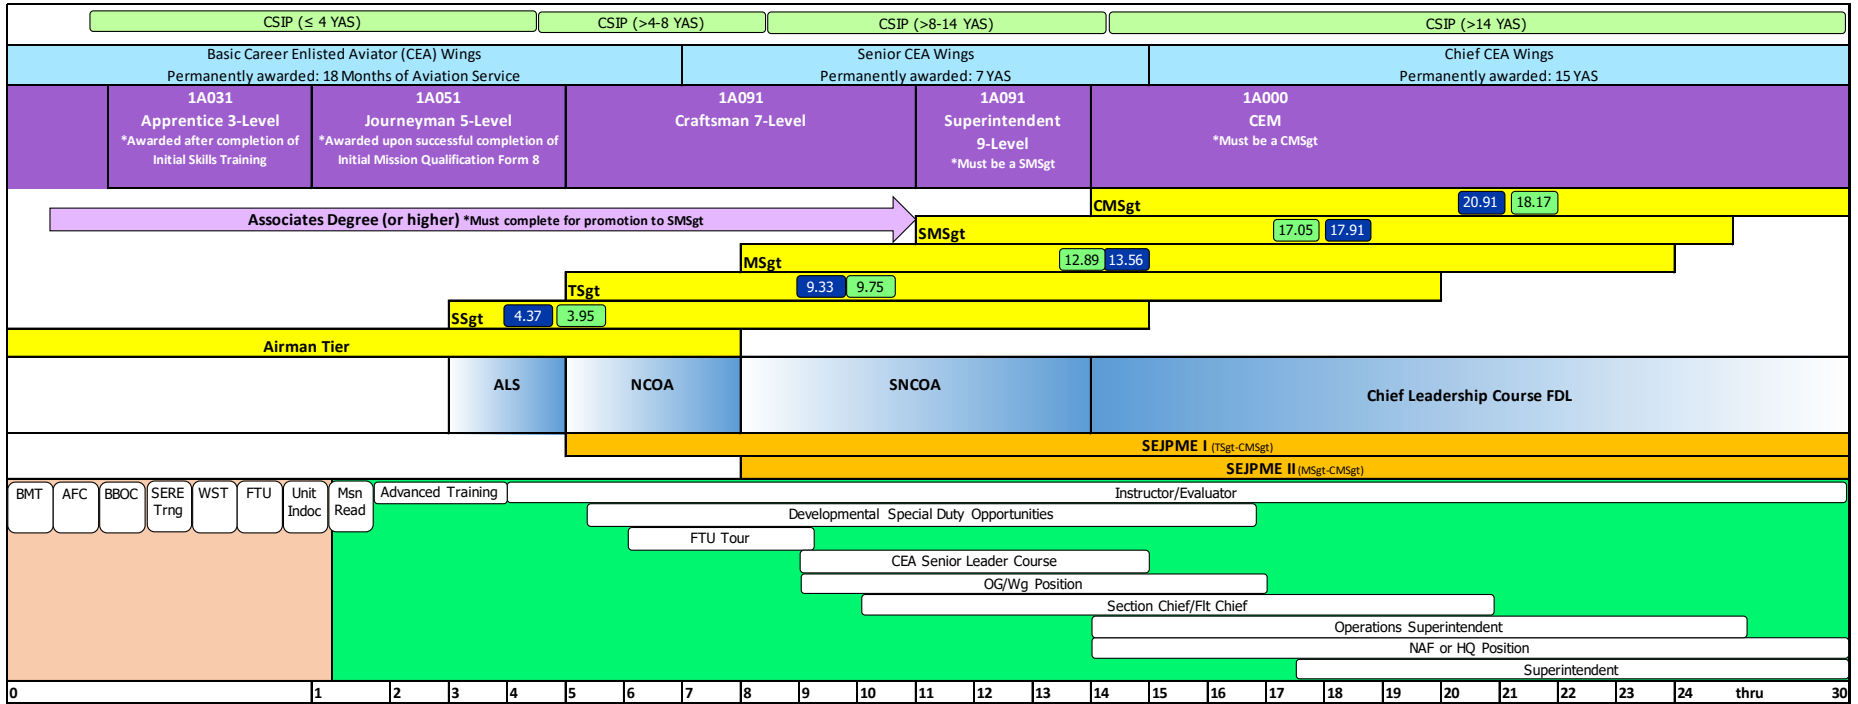 CSIP (≤ 4 YAS)
CSIP (>4-8 YAS)
CSIP (>8-14 YAS)
CSIP (>14 YAS)
Basic Career Enlisted Aviator (CEA) Wings
Permanently awarded: 18 Months of Aviation Service
Senior CEA Wings
Permanently awarded: 7 YAS
Chief CEA Wings
Permanently awarded: 15 YAS
1A031
Apprentice 3-Level
*Awarded after completion of
Initial Skills Training
1A051
Journeyman 5-Level
*Awarded upon successful completion of
Initial Mission Qualification Form 8
1A091
Craftsman 7-Level
1A091
Superintendent
9-Level
*Must be a SMSgt
1A000
CEM
*Must be a CMSgt
CMSgt
20.91
18.17
Associates Degree (or higher) *Must complete for promotion to SMSgt
SMSgt
17.05
17.91
MSgt
12.89
13.56
TSgt
9.33
9.75
SSgt
4.37
3.95
Airman Tier
ALS
NCOA
SNCOA
Chief Leadership Course FDL
SEJPME I (TSgt-CMSgt)
SEJPME II (MSgt-CMSgt)
BMT
AFC
BBOC
SERE
Trng
WST
FTU
Unit
Indoc
Msn
Read
Advanced Training
Instructor/Evaluator
Developmental Special Duty Opportunities
FTU Tour
CEA Senior Leader Course
OG/Wg Position
Section Chief/Flt Chief
Operations Superintendent
NAF or HQ Position
Superintendent
0 1 2 3 4 5 6 7 8 9 10 11 12 13 14 15 16 17 18 19 20 21 22 23 24 thru 30